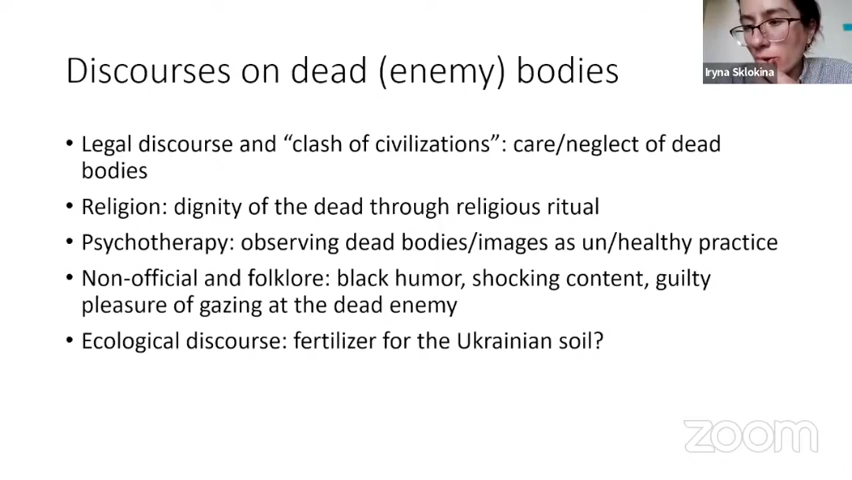 Iryna Sklokina
Discourses on dead (enemy) bodies
• Legal discourse and “clash of civilizations”: care/neglect of dead
bodies
• Religion: dignity of the dead through religious ritual
• Psychotherapy: observing dead bodies/images as un/healthy practice
• Non-official and folklore: black humor, shocking content, guilty
pleasure of gazing at the dead enemy
• Ecological discourse: fertilizer for the Ukrainian soil?
zoom